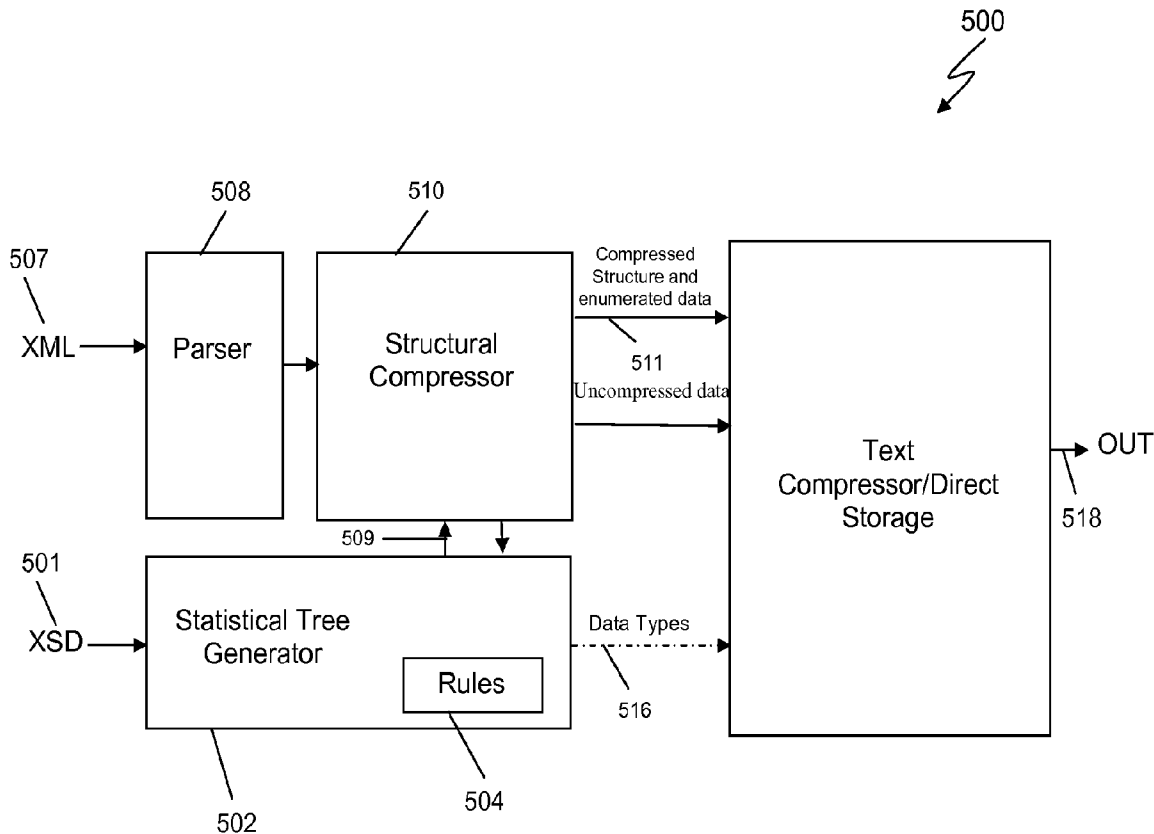 500
508
510
507
XML
Parser
Structural
Compressor
Compressed
Structure and
enumerated data
511
Uncompressed data
Text
Compressor/Direct
Storage
OUT
518
509
501
XSD
Statistical Tree
Generator
Rules
Data Types
516
504
502